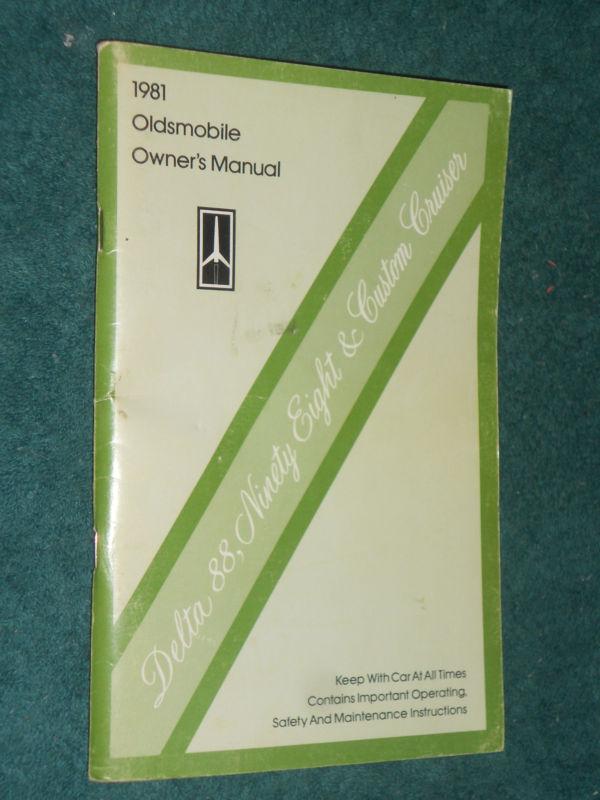 1981
Oldsmobile
Owner's Manual
Delta 88, Ninety Eight & Custom Cruiser
Keep With Car At All Times
Contains Important Operating,
Safety And Maintenance Instructions